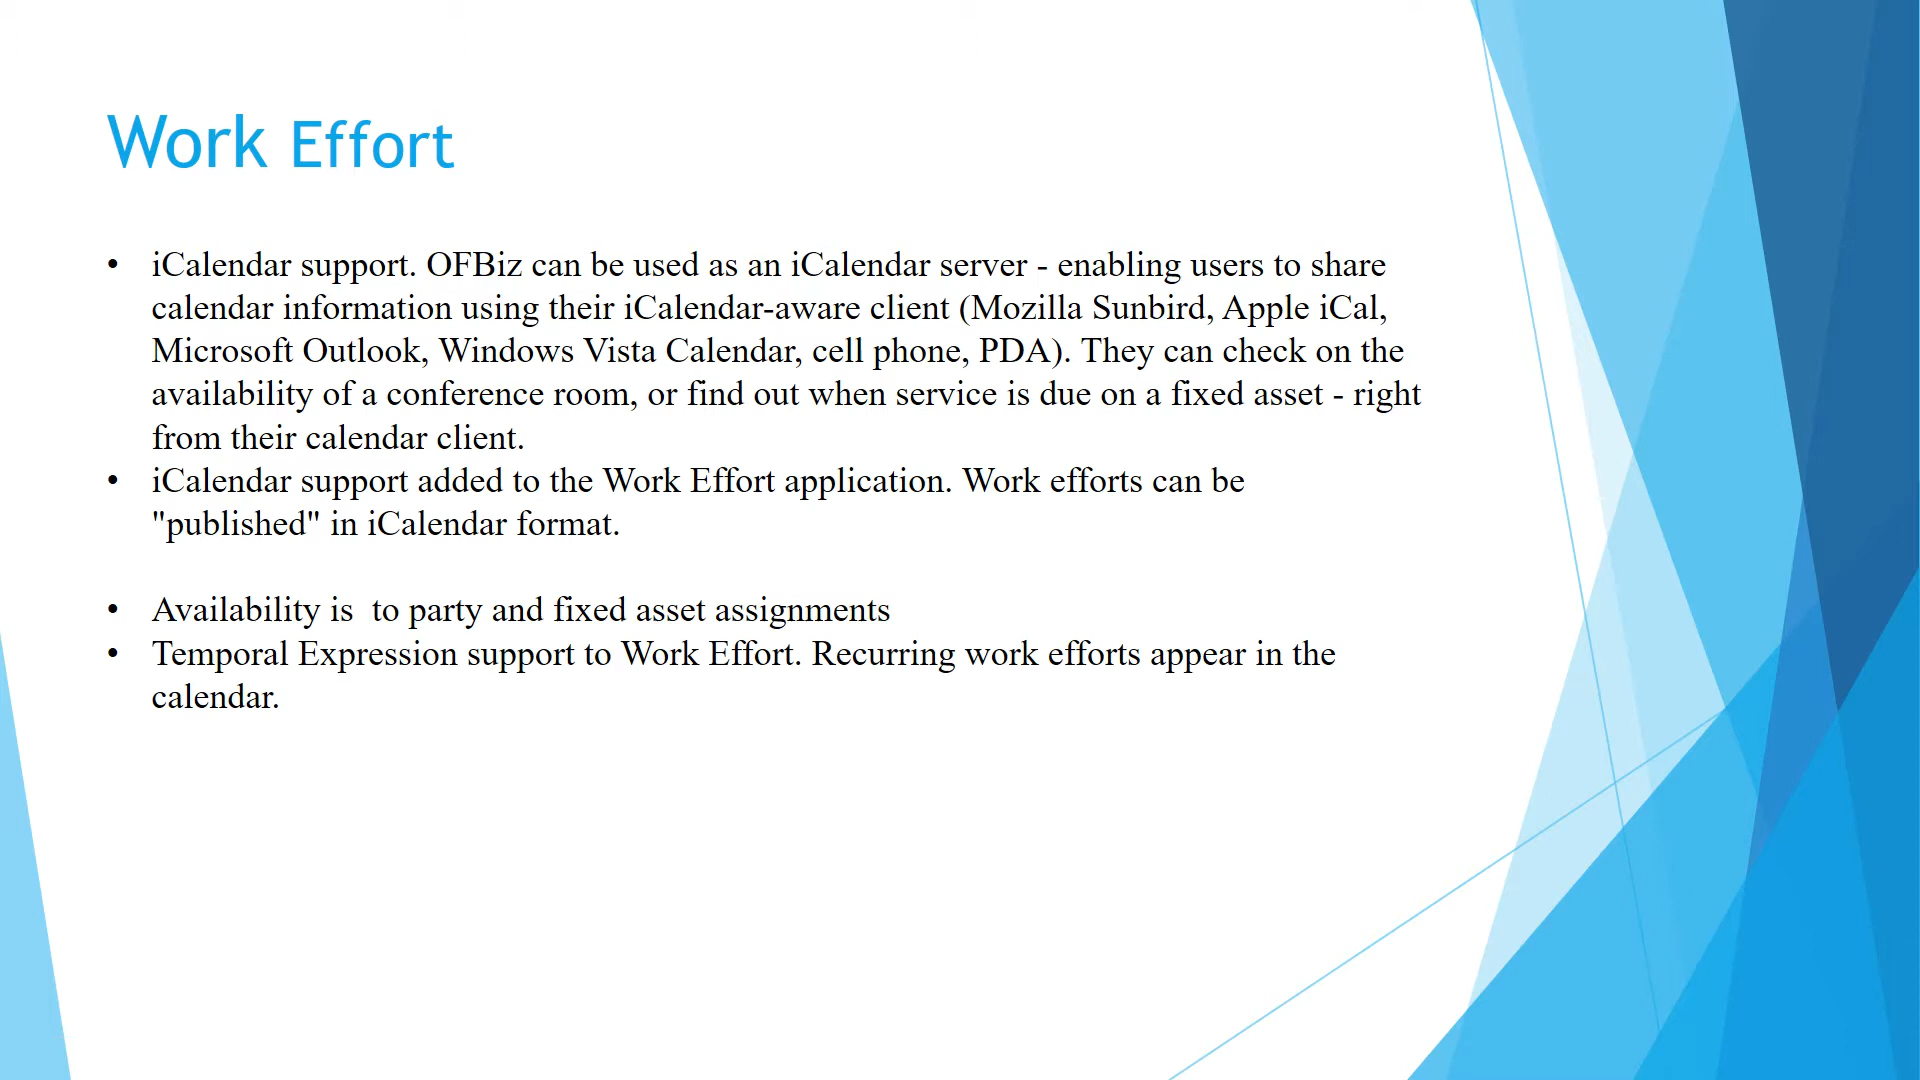 Work Effort
• iCalendar support. OFBiz can be used as an iCalendar server - enabling users to share
calendar information using their iCalendar-aware client (Mozilla Sunbird, Apple iCal,
Microsoft Outlook, Windows Vista Calendar, cell phone, PDA). They can check on the
availability of a conference room, or find out when service is due on a fixed asset - right
from their calendar client.
• iCalendar support added to the Work Effort application. Work efforts can be
"published" in iCalendar format.
• Availability is  to party and fixed asset assignments
• Temporal Expression support to Work Effort. Recurring work efforts appear in the
calendar.